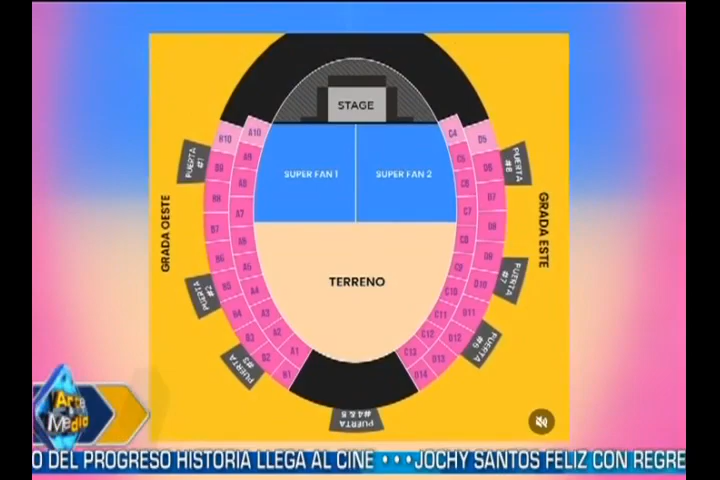 STAGE
SUPER FAN 1
SUPER FAN 2
TERRENO
GRADA OESTE
GRADA ESTE
B10
A10
B9
A9
B8
A8
B7
A7
B6
A6
B5
A5
B4
A4
B3
A3
B2
A2
B1
A1
C4
D5
C5
D6
C6
D7
C7
D8
C8
D9
C9
D10
C10
D11
C11
D12
C12
D13
C13
D14
PUERTA #1
PUERTA #2
PUERTA #3
PUERTA #4 & 5
PUERTA #6
PUERTA #7
PUERTA #8
Arte
Medio
O DEL PROGRESO HISTORIA LLEGA AL CINE •••JOCHY SANTOS FELIZ CON REGRE